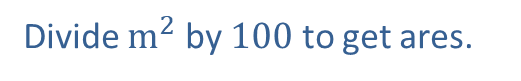 Divide m² by 100 to get ares.